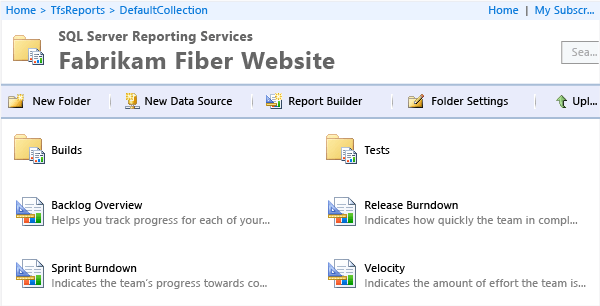 Home > TfsReports > DefaultCollection Home | My Subscr...
SQL Server Reporting Services
Fabrikam Fiber Website
Sea...
New Folder New Data Source Report Builder Folder Settings Upl...
Builds Tests
Backlog Overview Release Burndown
Helps you track progress for each of your... Indicates how quickly the team in compl...
Sprint Burndown Velocity
Indicates the team's progress towards co... Indicates the amount of effort the team is...